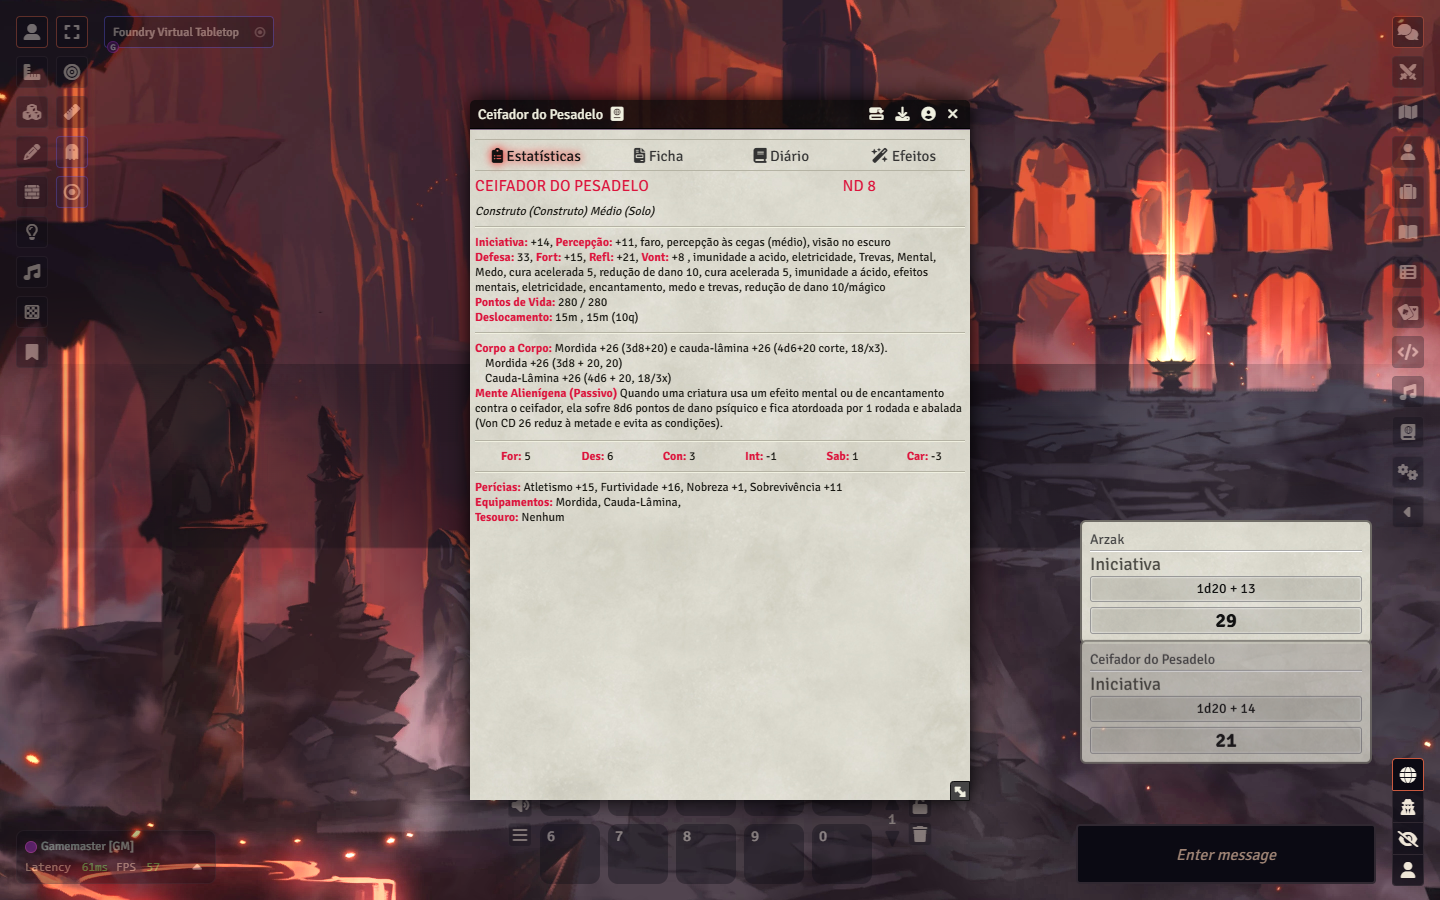 Foundry Virtual Tabletop
G
Ceifador do Pesadelo
Estatísticas
Ficha
Diário
Efeitos
CEIFADOR DO PESADELO
ND 8
Construto (Construto) Médio (Solo)
Iniciativa: +14, Percepção: +11, faro, percepção às cegas (médio), visão no escuro
Defesa: 33, Fort: +15, Refl: +21, Vont: +8 , imunidade a acido, eletricidade, Trevas, Mental,
Medo, cura acelerada 5, redução de dano 10, cura acelerada 5, imunidade a ácido, efeitos
mentais, eletricidade, encantamento, medo e trevas, redução de dano 10/mágico
Pontos de Vida: 280 / 280
Deslocamento: 15m , 15m (10q)
Corpo a Corpo: Mordida +26 (3d8+20) e cauda-lâmina +26 (4d6+20 corte, 18/x3).
Mordida +26 (3d8 + 20, 20)
Cauda-Lâmina +26 (4d6 + 20, 18/3x)
Mente Alienígena (Passivo) Quando uma criatura usa um efeito mental ou de encantamento
contra o ceifador, ela sofre 8d6 pontos de dano psíquico e fica atordoada por 1 rodada e abalada
(Von CD 26 reduz à metade e evita as condições).
For: 5
Des: 6
Con: 3
Int: -1
Sab: 1
Car: -3
Perícias: Atletismo +15, Furtividade +16, Nobreza +1, Sobrevivência +11
Equipamentos: Mordida, Cauda-Lâmina,
Tesouro: Nenhum
Arzak
Iniciativa
1d20 + 13
29
Ceifador do Pesadelo
Iniciativa
1d20 + 14
21
Enter message
6
7
8
9
0
1
Gamemaster [GM]
Latency 61ms FPS 57